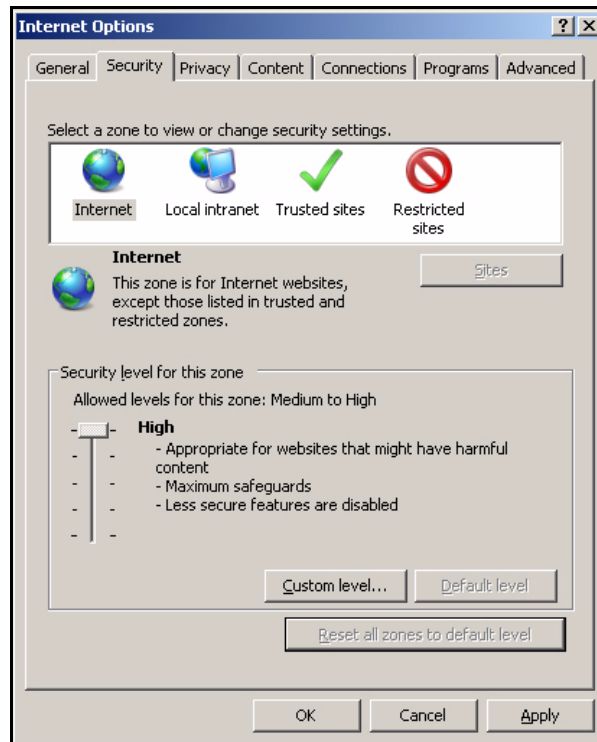 Internet Options
General Security Privacy Content Connections Programs Advanced
Select a zone to view or change security settings.
Internet Local intranet Trusted sites Restricted
sites
Internet
This zone is for Internet websites,
except those listed in trusted and
restricted zones.
Sites
Security level for this zone
Allowed levels for this zone: Medium to High
High
- Appropriate for websites that might have harmful
content
- Maximum safeguards
- Less secure features are disabled
Custom level... Default level
Reset all zones to default level
OK Cancel Apply